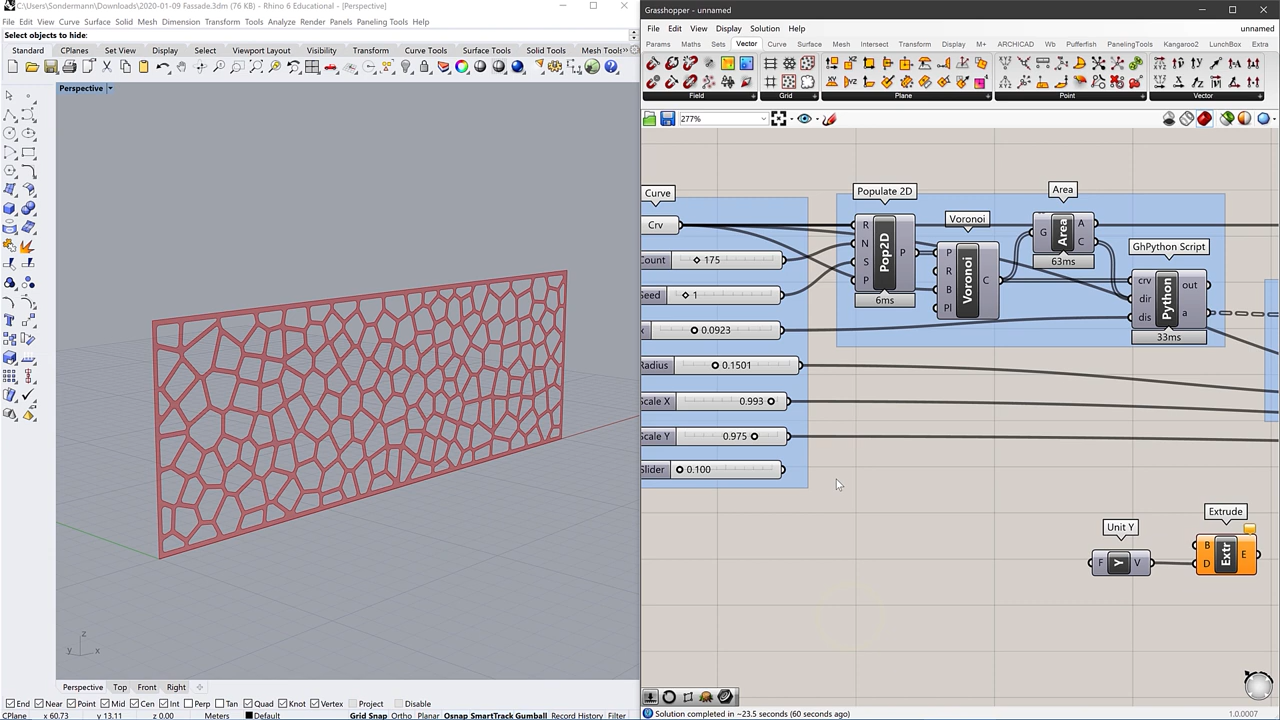 C:\Users\Sondermann\Downloads\2020-01-09 Fassade.3dm (76 KB) - Rhino 6 Educational - [Perspective]
File Edit View Curve Surface Solid Mesh Dimension Transform Tools Analyze Render Panels Paneling Tools Help
Select objects to hide:
Standard CPlanes Set View Display Select Viewport Layout Visibility Transform Curve Tools Surface Tools Solid Tools Mesh Tools
Perspective
z
y x
Perspective Top Front Right
End Near Point Mid Cen Int Perp Tan Quad Knot Vertex Project Disable
CPlane x 60.73 y 13.11 z 0.00 Meters Default Grid Snap Ortho Planar Osnap SmartTrack Gumball Record History Filter
Grasshopper - unnamed
File Edit View Display Solution Help
unnamed
Params Maths Sets Vector Curve Surface Mesh Intersect Transform Display M+ ARCHICAD Wb Pufferfish PanelingTools Kangaroo2 LunchBox Extra
Field Grid Plane Point Vector
277%
Curve
Crv
Count 175
Seed 1
0.0923
Radius 0.1501
Scale X 0.993
Scale Y 0.975
Slider 0.100
Populate 2D
R
N
S
P
Pop2D
P
6ms
Voronoi
P
R
B
Pl
Voronoi
C
Area
G
Area
A
C
63ms
GhPython Script
crv
dir
dis
Python
out
a
33ms
Unit Y
F Y V
Extrude
B
D
Extr
E
Solution completed in ~23.5 seconds (60 seconds ago)
1.0.0007